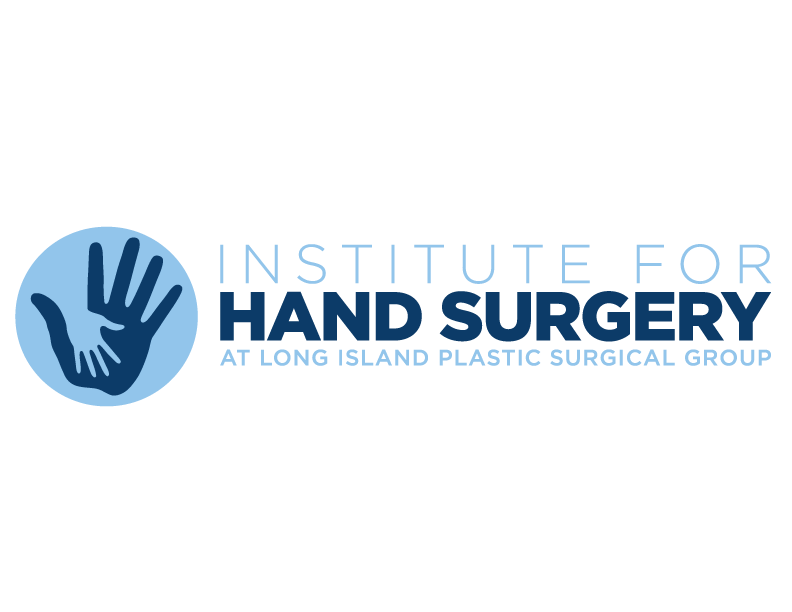 INSTITUTE FOR
HAND SURGERY
AT LONG ISLAND PLASTIC SURGICAL GROUP